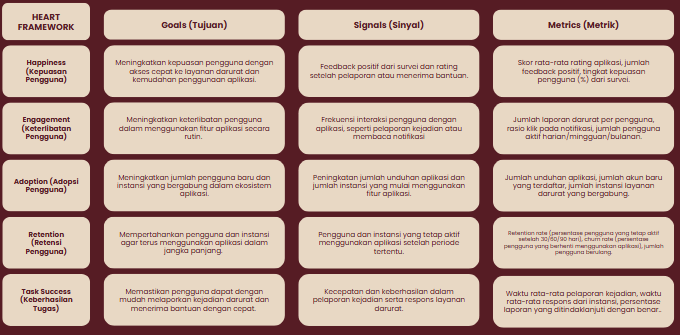 HEART
FRAMEWORK
Goals (Tujuan)
Signals (Sinyal)
Metrics (Metrik)
Happiness
(Kepuasan
Pengguna)
Meningkatkan kepuasan pengguna dengan
akses cepat ke layanan darurat dan
kemudahan penggunaan aplikasi.
Feedback positif dari survei dan rating
setelah pelaporan atau menerima bantuan.
Skor rata-rata rating aplikasi, jumlah
feedback positif, tingkat kepuasan
pengguna (%) dari survei.
Engagement
(Keterlibatan
Pengguna)
Meningkatkan keterlibatan pengguna
dalam menggunakan fitur aplikasi secara
rutin.
Frekuensi interaksi pengguna dengan
aplikasi, seperti pelaporan kejadian atau
membaca notifikasi
Jumlah laporan darurat per pengguna,
rasio klik pada notifikasi, jumlah pengguna
aktif harian/mingguan/bulanan.
Adoption (Adopsi
Pengguna)
Meningkatkan jumlah pengguna baru dan
instansi yang bergabung dalam ekosistem
aplikasi.
Peningkatan jumlah unduhan aplikasi dan
jumlah instansi yang mulai menggunakan
fitur aplikasi.
Jumlah unduhan aplikasi, jumlah akun baru
yang terdaftar, jumlah instansi layanan
darurat yang bergabung.
Retention
(Retensi
Pengguna)
Mempertahankan pengguna dan instansi
agar terus menggunakan aplikasi dalam
jangka panjang.
Pengguna dan instansi yang tetap aktif
menggunakan aplikasi setelah periode
tertentu.
Retention rate (persentase pengguna yang tetap aktif
setelah 30/60/90 hari), churn rate (persentase
pengguna yang berhenti menggunakan aplikasi), jumlah
pengguna berulang.
Task Success
(Keberhasilan
Tugas)
Memastikan pengguna dapat dengan
mudah melaporkan kejadian darurat dan
menerima bantuan dengan cepat.
Kecepatan dan keberhasilan dalam
pelaporan kejadian serta respons layanan
darurat.
Waktu rata-rata pelaporan kejadian, waktu
rata-rata respons dari instansi, persentase
laporan yang ditindaklanjuti dengan benar..